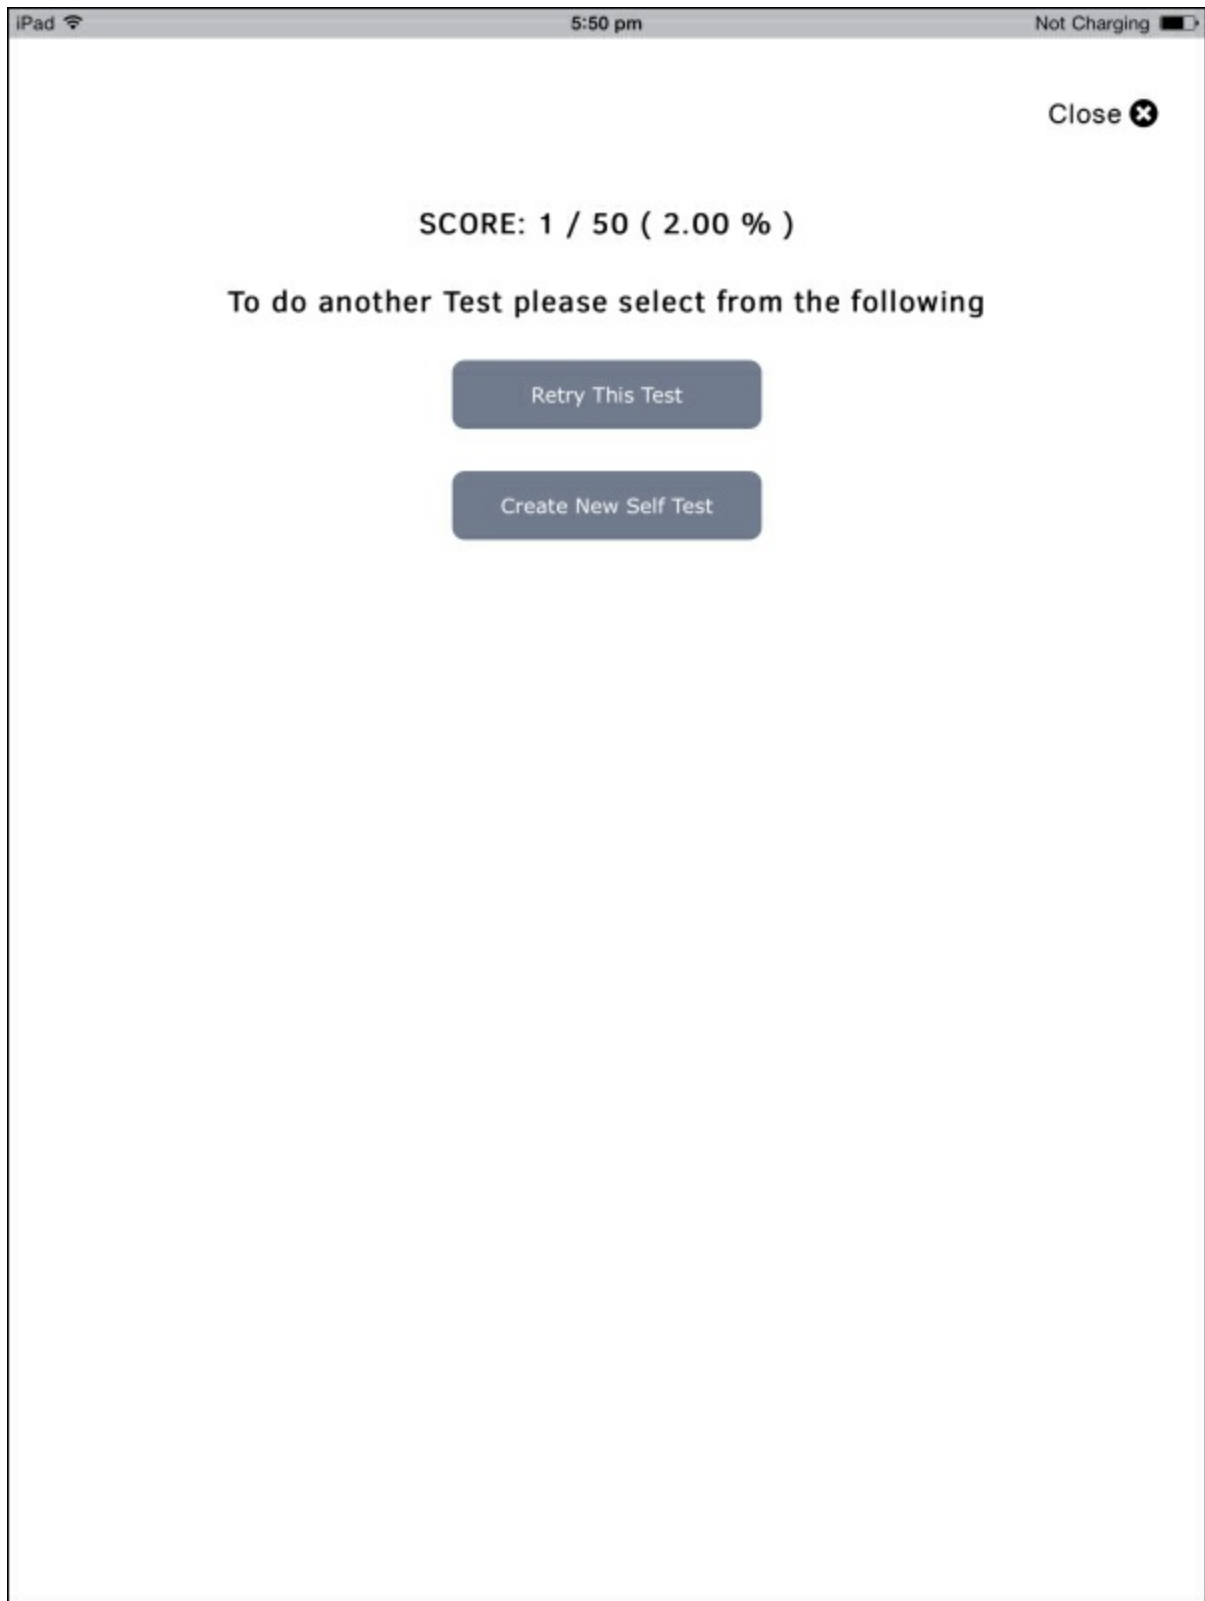 iPad 5:50 pm Not Charging
Close
SCORE: 1 / 50 ( 2.00 % )
To do another Test please select from the following
Retry This Test
Create New Self Test